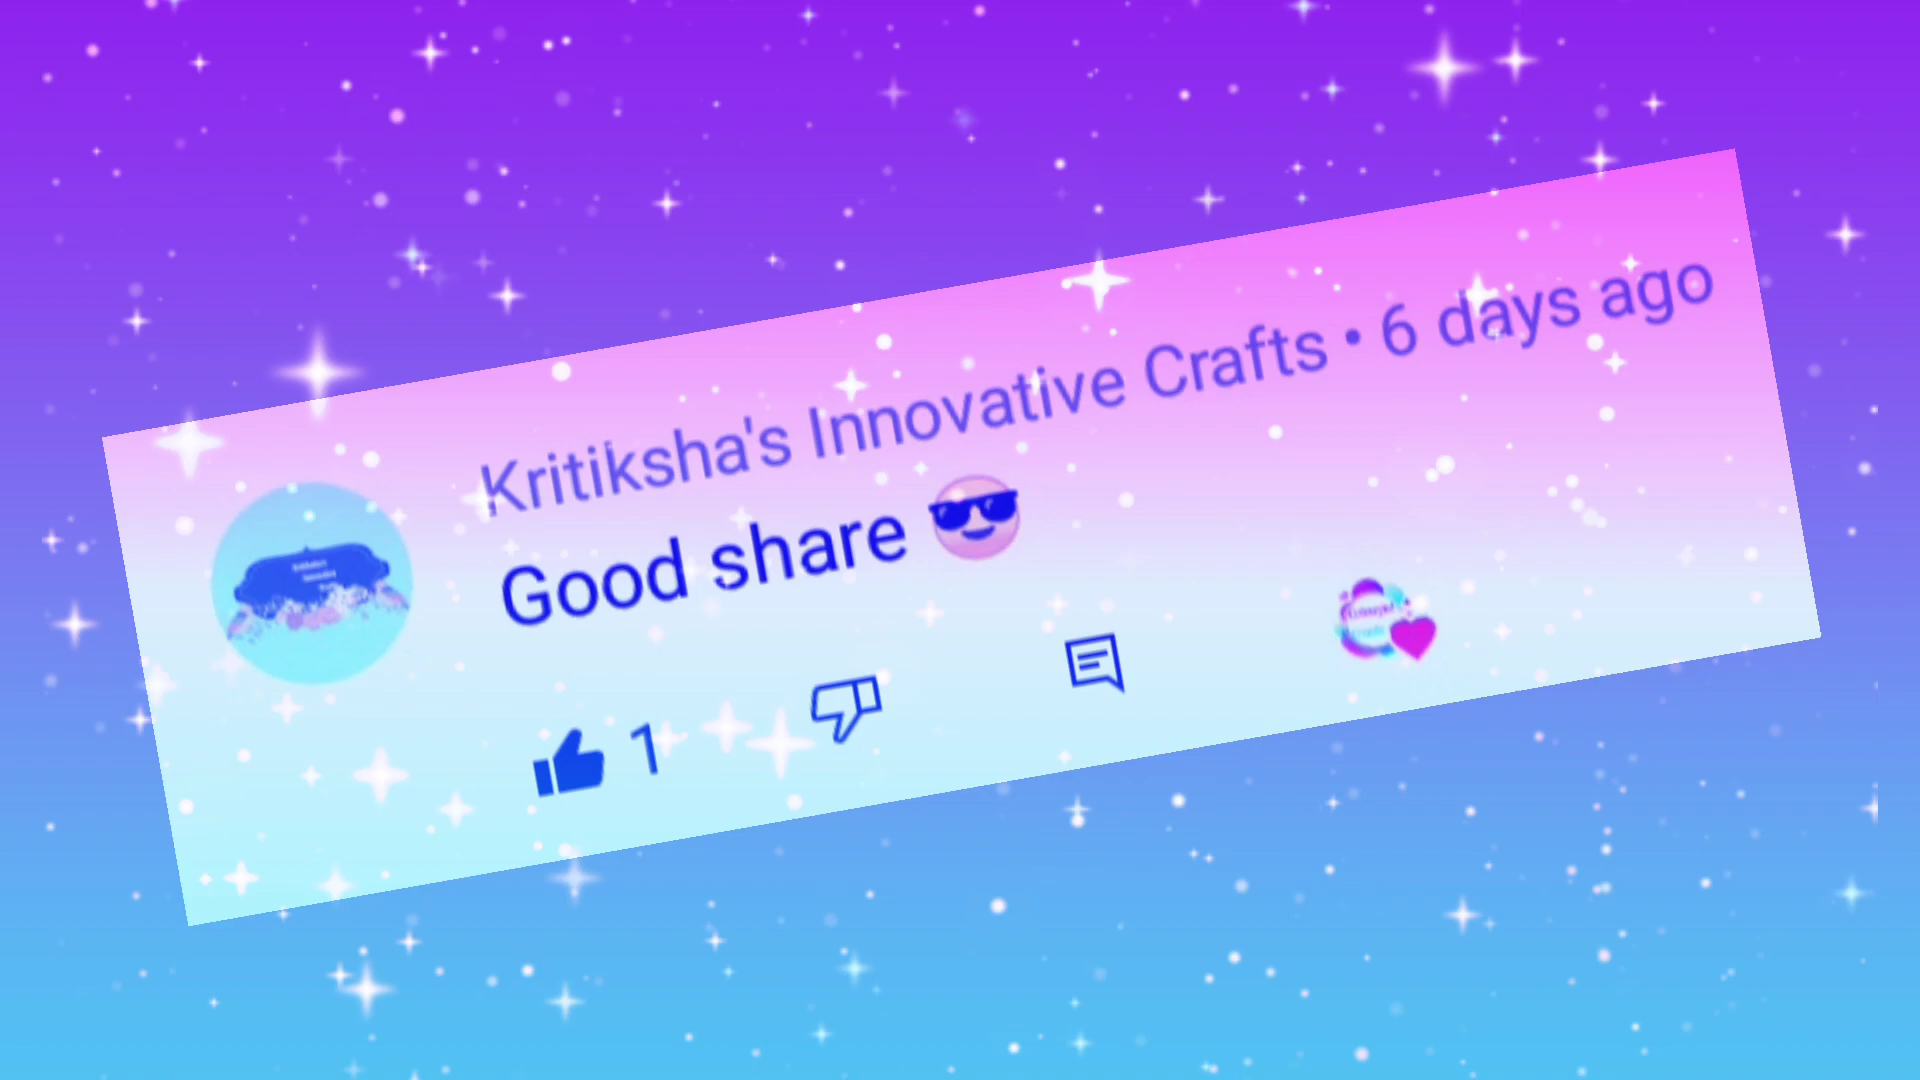 Kritiksha's Innovative Crafts • 6 days ago
Good share 😎
1